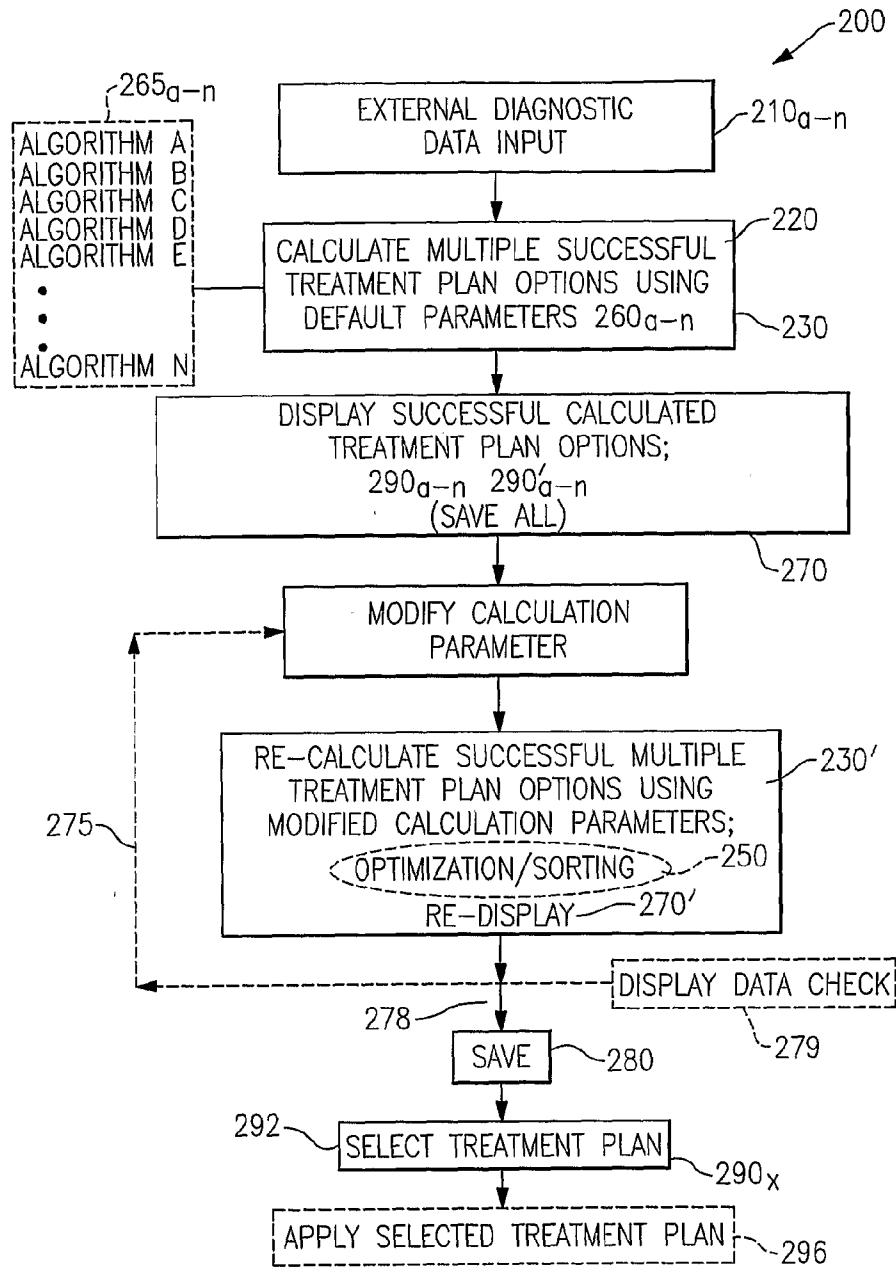 200
265a-n
ALGORITHM A
ALGORITHM B
ALGORITHM C
ALGORITHM D
ALGORITHM E
ALGORITHM N
EXTERNAL DIAGNOSTIC
DATA INPUT
210a-n
220
CALCULATE MULTIPLE SUCCESSFUL
TREATMENT PLAN OPTIONS USING
DEFAULT PARAMETERS 260a-n
230
DISPLAY SUCCESSFUL CALCULATED
TREATMENT PLAN OPTIONS;
290a-n 290'a-n
(SAVE ALL)
270
MODIFY CALCULATION
PARAMETER
RE-CALCULATE SUCCESSFUL MULTIPLE
TREATMENT PLAN OPTIONS USING
MODIFIED CALCULATION PARAMETERS;
230'
OPTIMIZATION/SORTING
250
RE-DISPLAY
270'
275
DISPLAY DATA CHECK
279
278
SAVE
280
292
SELECT TREATMENT PLAN
290x
APPLY SELECTED TREATMENT PLAN
296